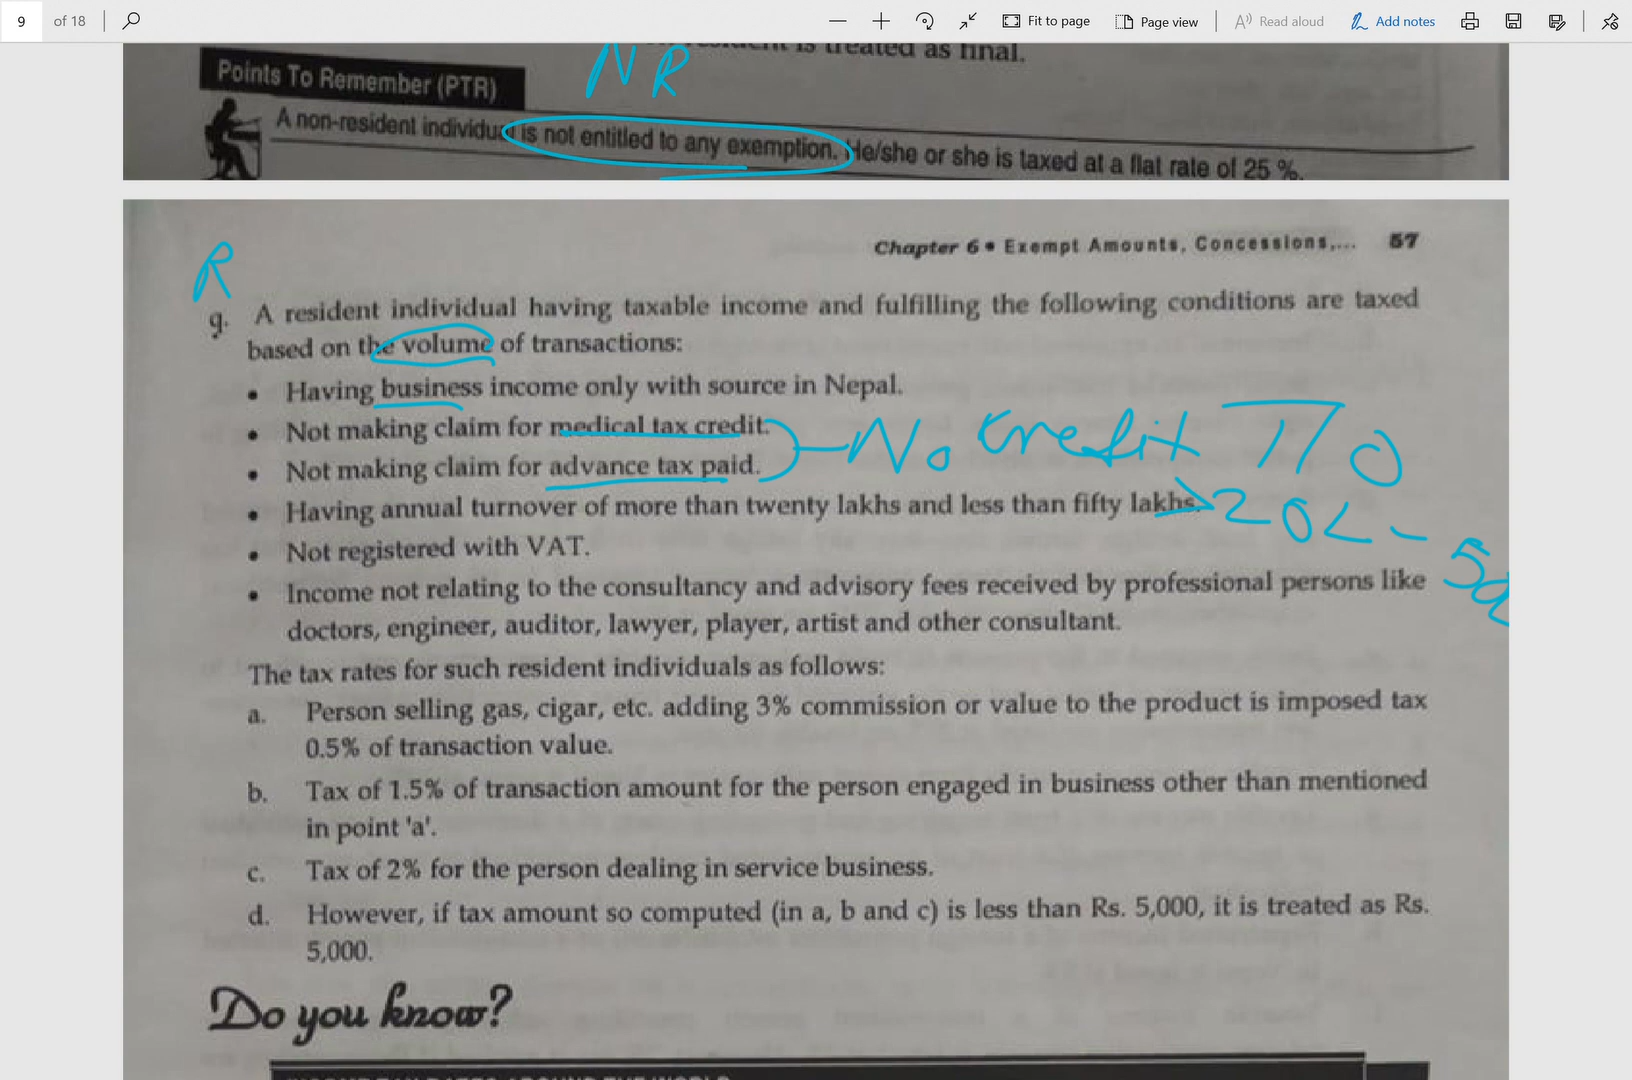 9 of 18 Fit to page Page view Read aloud Add notes
is treated as final.
NR
Points To Remember (PTR)
A non-resident individual is not entitled to any exemption. He/she or she is taxed at a flat rate of 25 %.
Chapter 6 • Exempt Amounts, Concessions,... 57
R
g. A resident individual having taxable income and fulfilling the following conditions are taxed
based on the volume of transactions:
• Having business income only with source in Nepal.
• Not making claim for medical tax credit.
• Not making claim for advance tax paid.
No credit T/O
• Having annual turnover of more than twenty lakhs and less than fifty lakhs.
20L - 50
• Not registered with VAT.
• Income not relating to the consultancy and advisory fees received by professional persons like
doctors, engineer, auditor, lawyer, player, artist and other consultant.
The tax rates for such resident individuals as follows:
a. Person selling gas, cigar, etc. adding 3% commission or value to the product is imposed tax
0.5% of transaction value.
b. Tax of 1.5% of transaction amount for the person engaged in business other than mentioned
in point 'a'.
c. Tax of 2% for the person dealing in service business.
d. However, if tax amount so computed (in a, b and c) is less than Rs. 5,000, it is treated as Rs.
5,000.
Do you know?